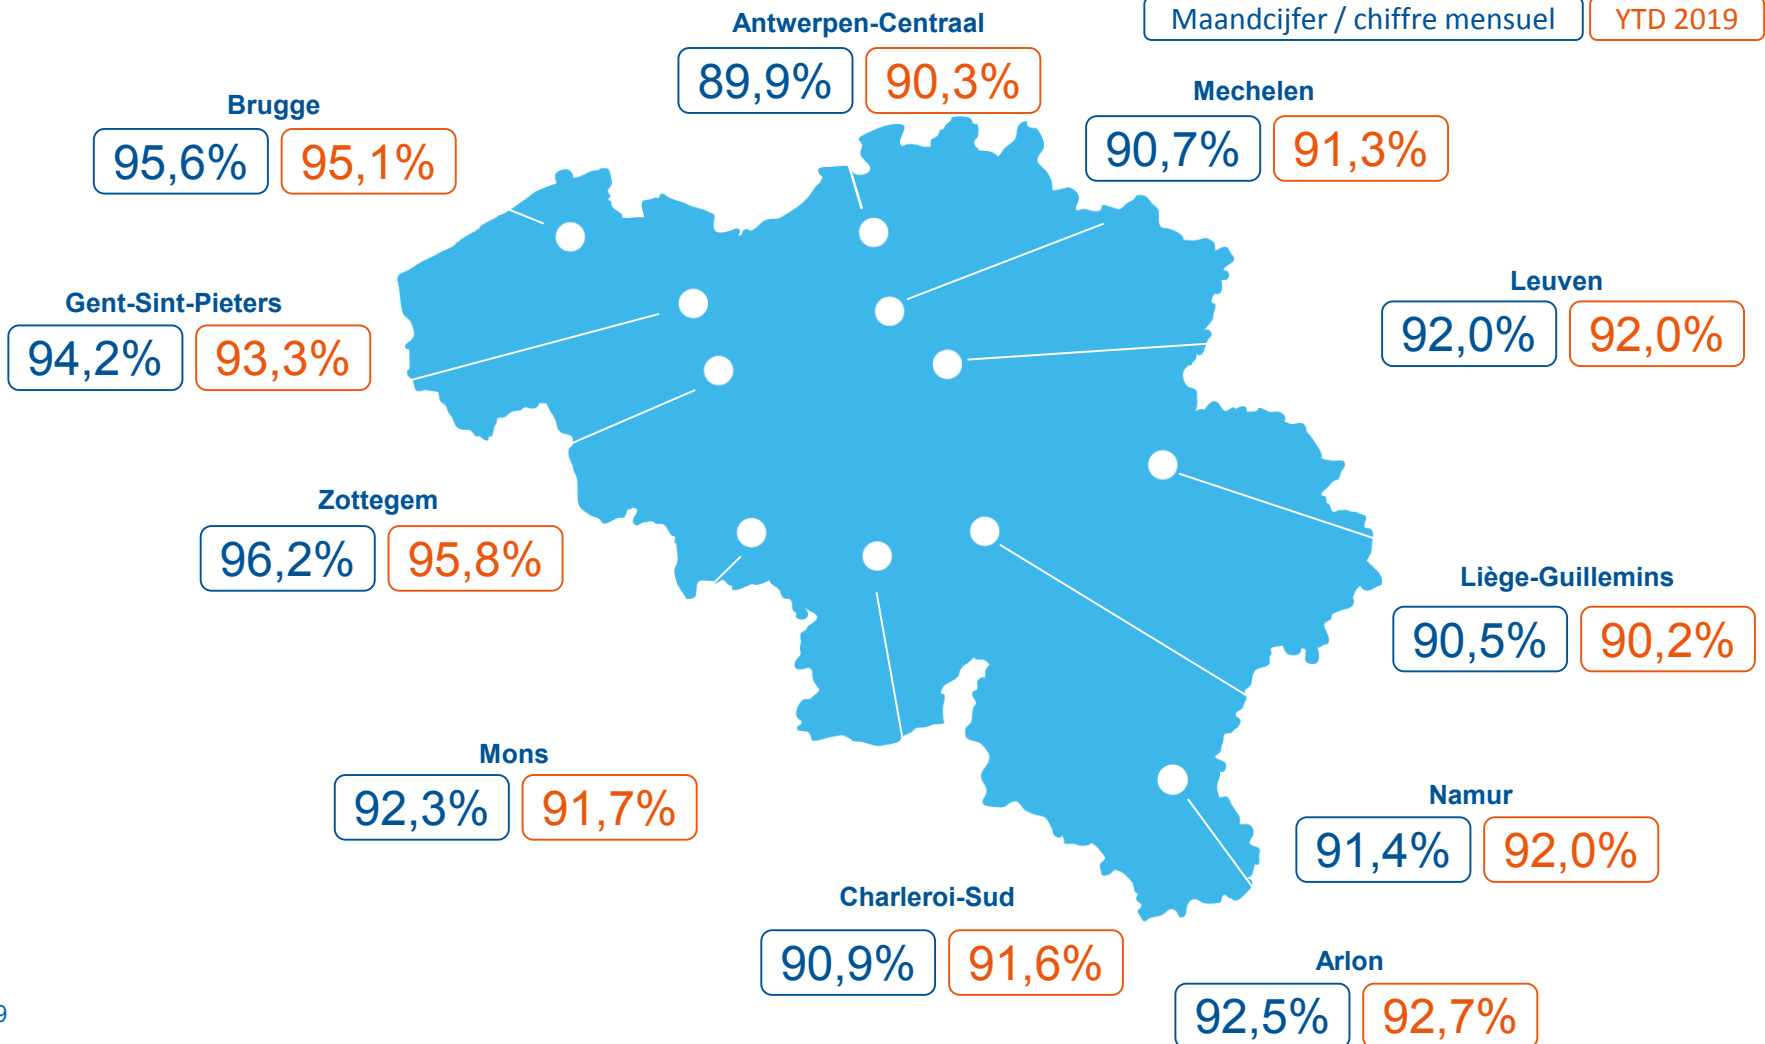 Maandcijfer / chiffre mensuel YTD 2019
Antwerpen-Centraal
89,9% 90,3%
Mechelen
90,7% 91,3%
Brugge
95,6% 95,1%
Leuven
92,0% 92,0%
Gent-Sint-Pieters
94,2% 93,3%
Zottegem
96,2% 95,8%
Liège-Guillemins
90,5% 90,2%
Mons
92,3% 91,7%
Namur
91,4% 92,0%
Charleroi-Sud
90,9% 91,6%
Arlon
92,5% 92,7%
9